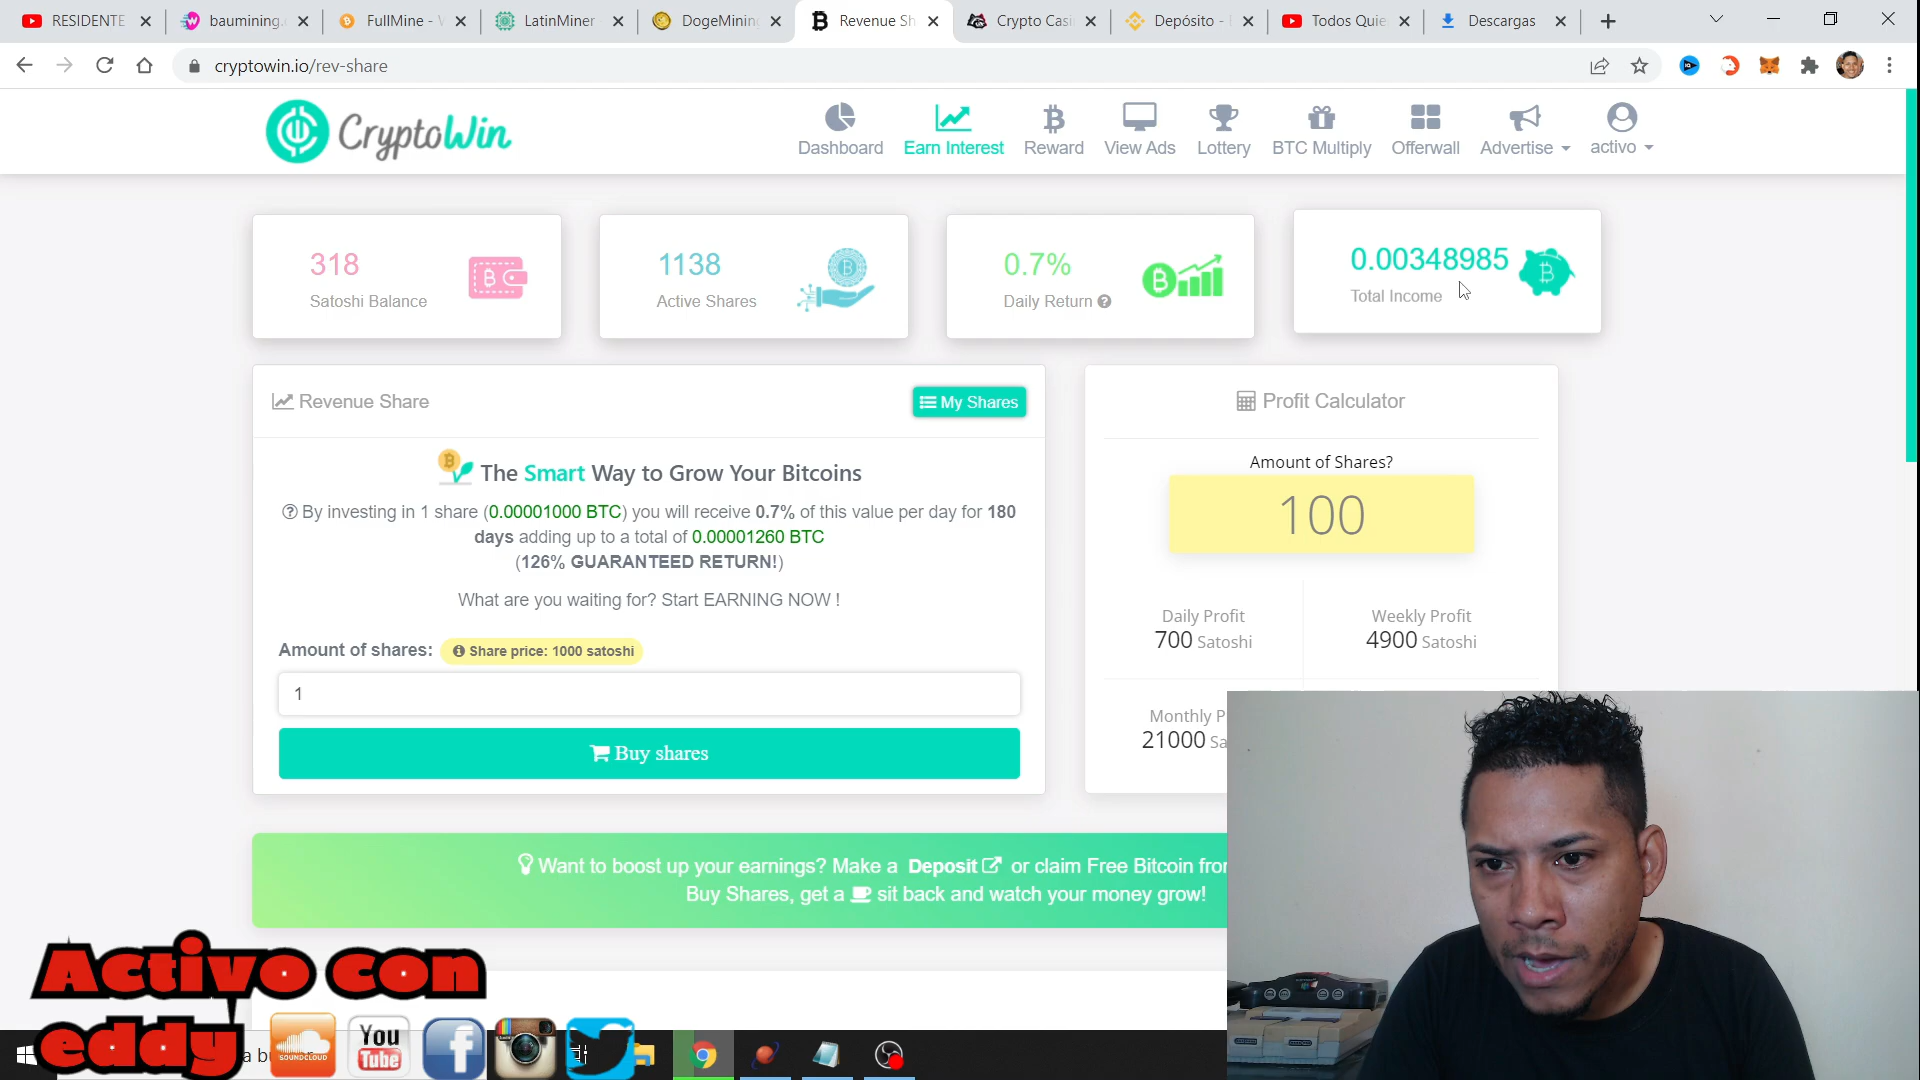 RESIDENTE
baumining.
FullMine - W
LatinMiner
DogeMining
Revenue Sh
Crypto Casi
Depósito -
Todos Quie
Descargas
cryptowin.io/rev-share
CryptoWin
Dashboard
Earn Interest
Reward
View Ads
Lottery
BTC Multiply
Offerwall
Advertise
activo
318
Satoshi Balance
1138
Active Shares
0.7%
Daily Return
0.00348985
Total Income
Revenue Share
My Shares
The Smart Way to Grow Your Bitcoins
By investing in 1 share (0.00001000 BTC) you will receive 0.7% of this value per day for 180
days adding up to a total of 0.00001260 BTC
(126% GUARANTEED RETURN!)
What are you waiting for? Start EARNING NOW !
Amount of shares: Share price: 1000 satoshi
1
Buy shares
Profit Calculator
Amount of Shares?
100
Daily Profit
700 Satoshi
Weekly Profit
4900 Satoshi
Monthly P
21000 Sa
Want to boost up your earnings? Make a Deposit or claim Free Bitcoin from
Buy Shares, get a sit back and watch your money grow!
Activo con
eddy
SOUNDCLOUD
You
Tube